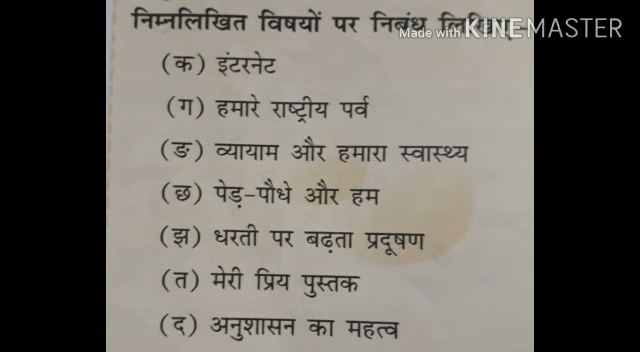 निम्नलिखित विषयों पर निबंध लिखिए
Made with KINEMASTER
(क) इंटरनेट
(ग) हमारे राष्ट्रीय पर्व
(ङ) व्यायाम और हमारा स्वास्थ्य
(छ) पेड़-पौधे और हम
(झ) धरती पर बढ़ता प्रदूषण
(त) मेरी प्रिय पुस्तक
(द) अनुशासन का महत्व